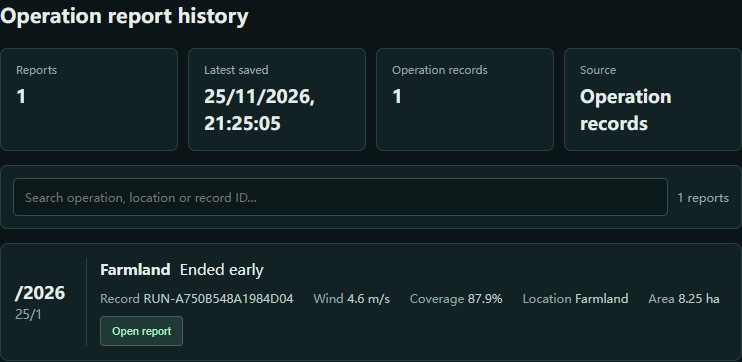 Operation report history
Reports
1
Latest saved
25/11/2026,
21:25:05
Operation records
1
Source
Operation
records
Search operation, location or record ID...
1 reports
/2026
25/1
Farmland Ended early
Record RUN-A750B548A1984D04 Wind 4.6 m/s Coverage 87.9% Location Farmland Area 8.25 ha
Open report